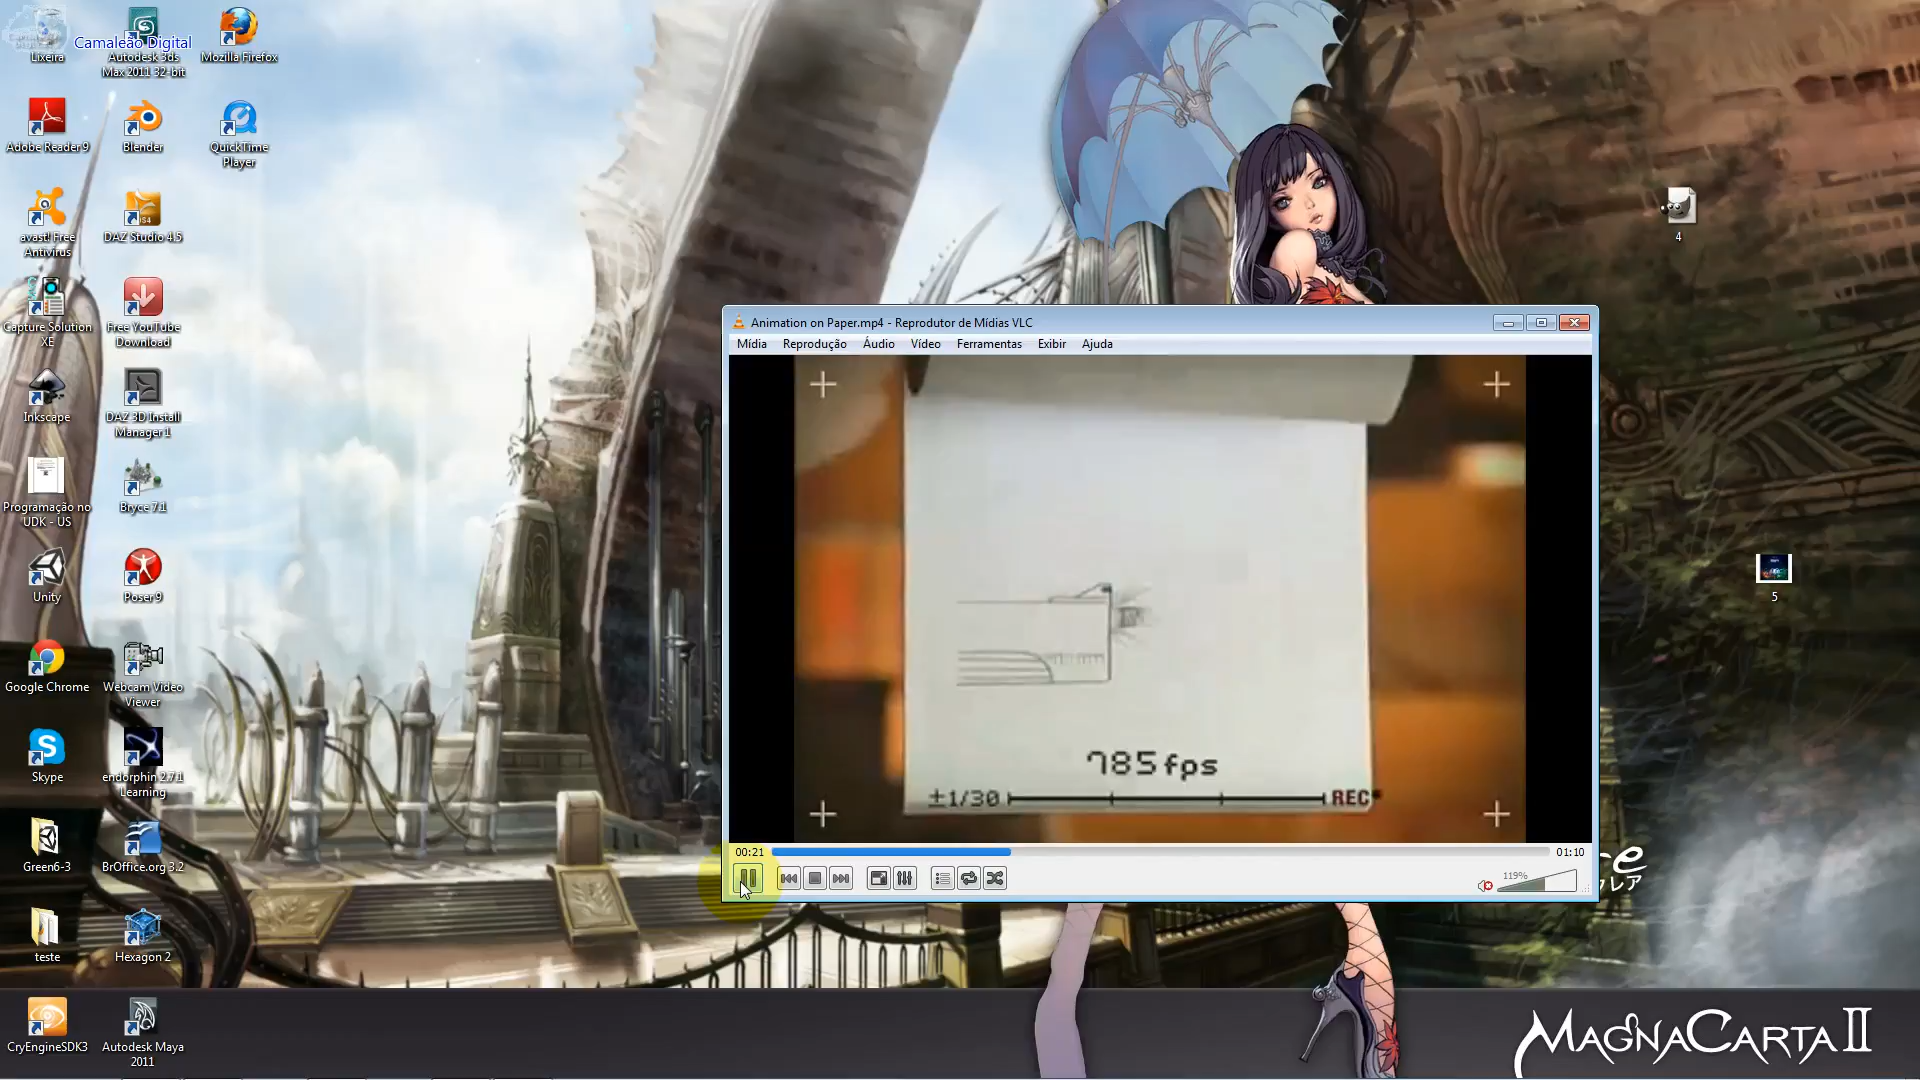 Camaleão Digital
Lixeira
Autodesk 3ds
Max 2011 32-bit
Mozilla Firefox
Adobe Reader 9
Blender
QuickTime
Player
avast! Free
Antivirus
DAZ Studio 4.5
Capture Solution
XE
Free YouTube
Download
Inkscape
DAZ 3D Install
Manager1
Programação no
UDK - US
Bryce 7.1
Unity
Poser 9
Google Chrome
Webcam Video
Viewer
Skype
endorphin 2.7.1
Learning
Green6-3
BrOffice.org 3.2
teste
Hexagon 2
CryEngineSDK3
Autodesk Maya
2011
4
5
Animation on Paper.mp4 - Reprodutor de Mídias VLC
Mídia Reprodução Áudio Vídeo Ferramentas Exibir Ajuda
785 fps
±1/30 REC
00:21 01:10
119%
MAGNACARTA II